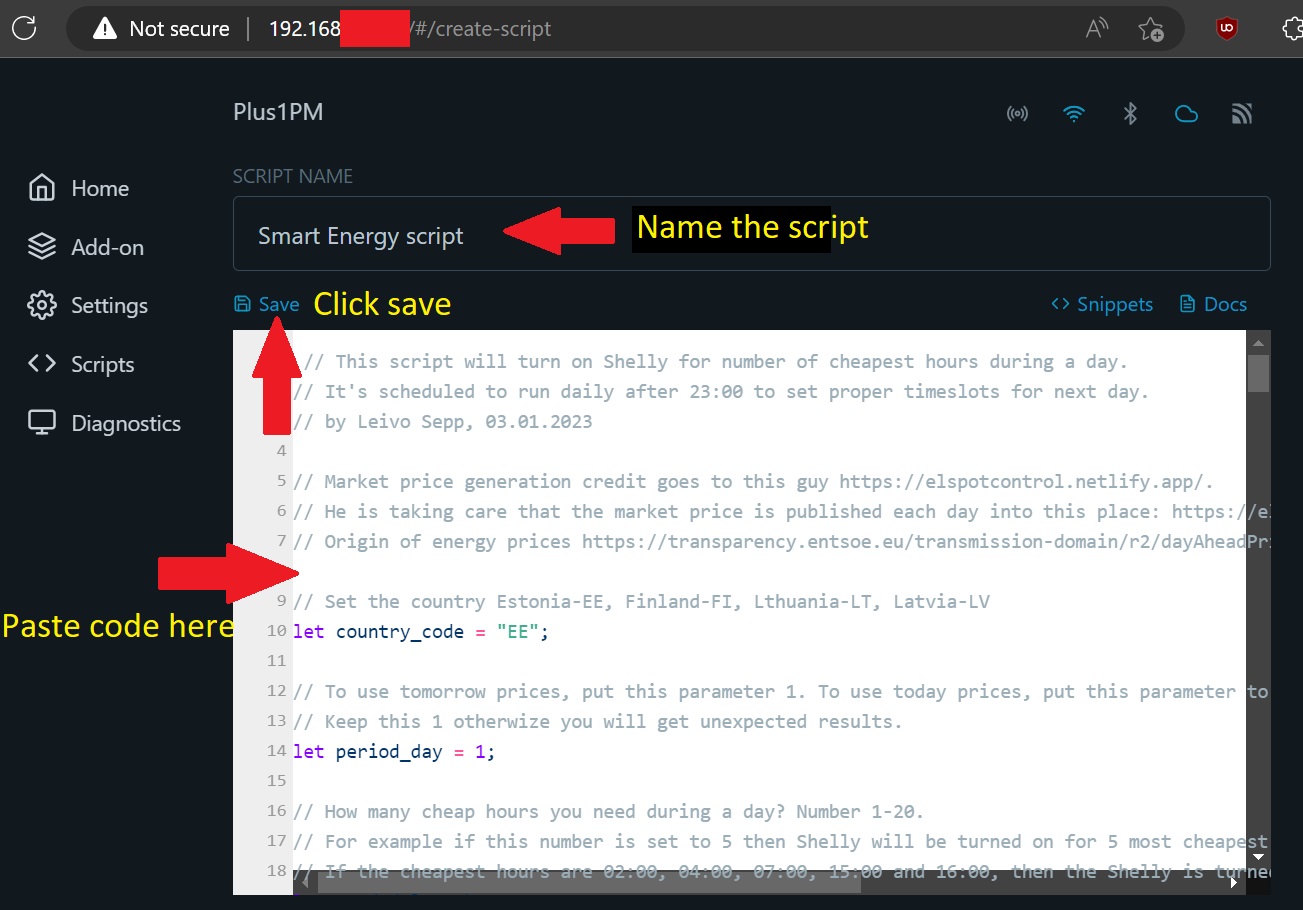 Not secure
192.168
/#/create-script
Plus1PM
SCRIPT NAME
Home
Add-on
Settings
Scripts
Diagnostics
Smart Energy script
Name the script
Save
Click save
Snippets
Docs
// This script will turn on Shelly for number of cheapest hours during a day.
// It's scheduled to run daily after 23:00 to set proper timeslots for next day.
// by Leivo Sepp, 03.01.2023
4
5 // Market price generation credit goes to this guy https://elspotcontrol.netlify.app/.
6 // He is taking care that the market price is published each day into this place: https://el
7 // Origin of energy prices https://transparency.entsoe.eu/transmission-domain/r2/dayAheadPri
Paste code here
9 // Set the country Estonia-EE, Finland-FI, Lthuania-LT, Latvia-LV
10 let country_code = "EE";
11
12 // To use tomorrow prices, put this parameter 1. To use today prices, put this parameter to
13 // Keep this 1 otherwize you will get unexpected results.
14 let period_day = 1;
15
16 // How many cheap hours you need during a day? Number 1-20.
17 // For example if this number is set to 5 then Shelly will be turned on for 5 most cheapest
18 // If the cheapest hours are 02:00, 04:00, 07:00, 15:00 and 16:00, then the Shelly is turned